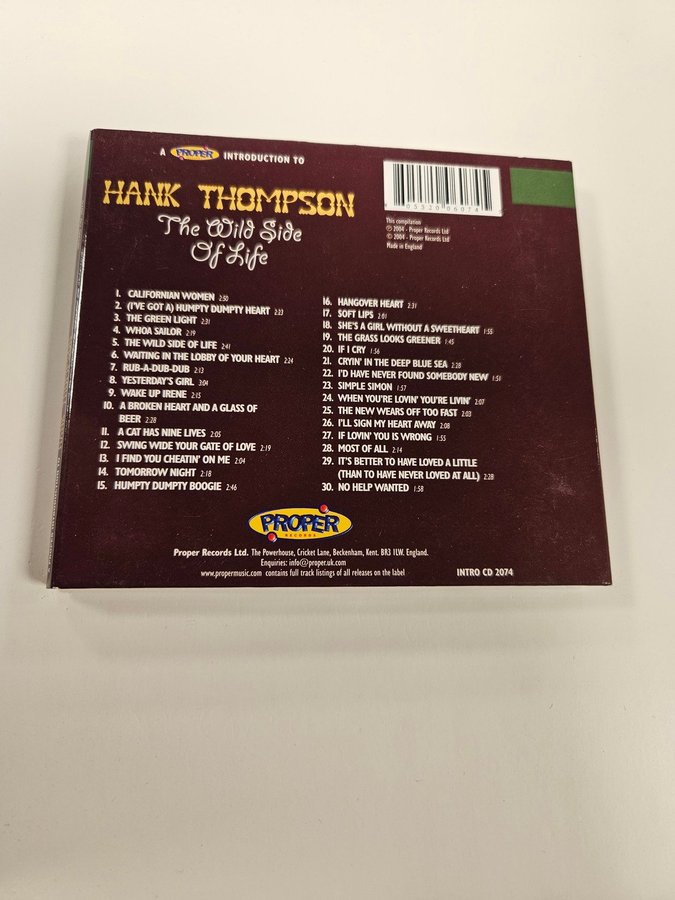 A PROPER INTRODUCTION TO
HANK THOMPSON
The Wild Side
Of Life
05320 06074
This compilation
℗ 2004 - Proper Records Ltd
© 2004 - Proper Records Ltd
Made in England
1. CALIFORNIAN WOMEN 2:50
2. (I'VE GOT A) HUMPTY DUMPTY HEART 2:23
3. THE GREEN LIGHT 2:31
4. WHOA SAILOR 2:19
5. THE WILD SIDE OF LIFE 2:41
6. WAITING IN THE LOBBY OF YOUR HEART 2:24
7. RUB-A-DUB-DUB 2:13
8. YESTERDAY'S GIRL 3:04
9. WAKE UP IRENE 2:15
10. A BROKEN HEART AND A GLASS OF
BEER 2:28
11. A CAT HAS NINE LIVES 2:05
12. SWING WIDE YOUR GATE OF LOVE 2:19
13. I FIND YOU CHEATIN' ON ME 2:04
14. TOMORROW NIGHT 2:18
15. HUMPTY DUMPTY BOOGIE 2:46
16. HANGOVER HEART 2:31
17. SOFT LIPS 2:01
18. SHE'S A GIRL WITHOUT A SWEETHEART 1:55
19. THE GRASS LOOKS GREENER 1:45
20. IF I CRY 1:56
21. CRYIN' IN THE DEEP BLUE SEA 2:28
22. I'D HAVE NEVER FOUND SOMEBODY NEW 1:51
23. SIMPLE SIMON 1:57
24. WHEN YOU'RE LOVIN' YOU'RE LIVIN' 2:07
25. THE NEW WEARS OFF TOO FAST 2:03
26. I'LL SIGN MY HEART AWAY 2:08
27. IF LOVIN' YOU IS WRONG 1:55
28. MOST OF ALL 2:14
29. IT'S BETTER TO HAVE LOVED A LITTLE
(THAN TO HAVE NEVER LOVED AT ALL) 2:28
30. NO HELP WANTED 1:58
PROPER
RECORDS
Proper Records Ltd. The Powerhouse, Cricket Lane, Beckenham, Kent. BR3 1LW. England.
Enquiries: info@proper.uk.com
www.propermusic.com contains full track listings of all releases on the label
INTRO CD 2074